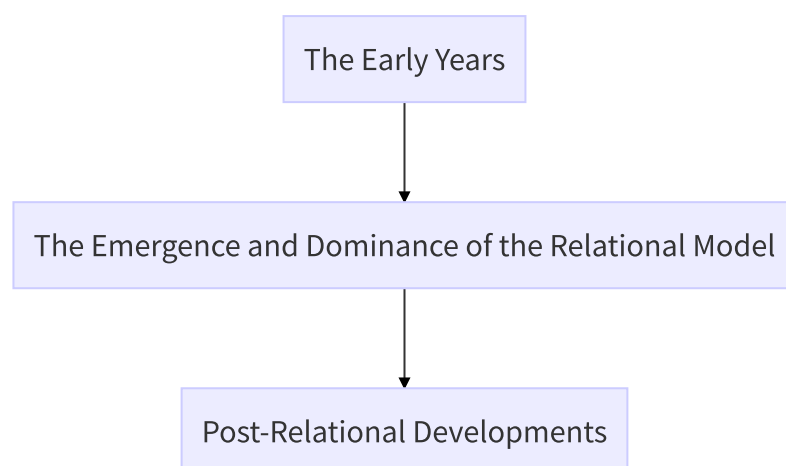 The Early Years
The Emergence and Dominance of the Relational Model
Post-Relational Developments